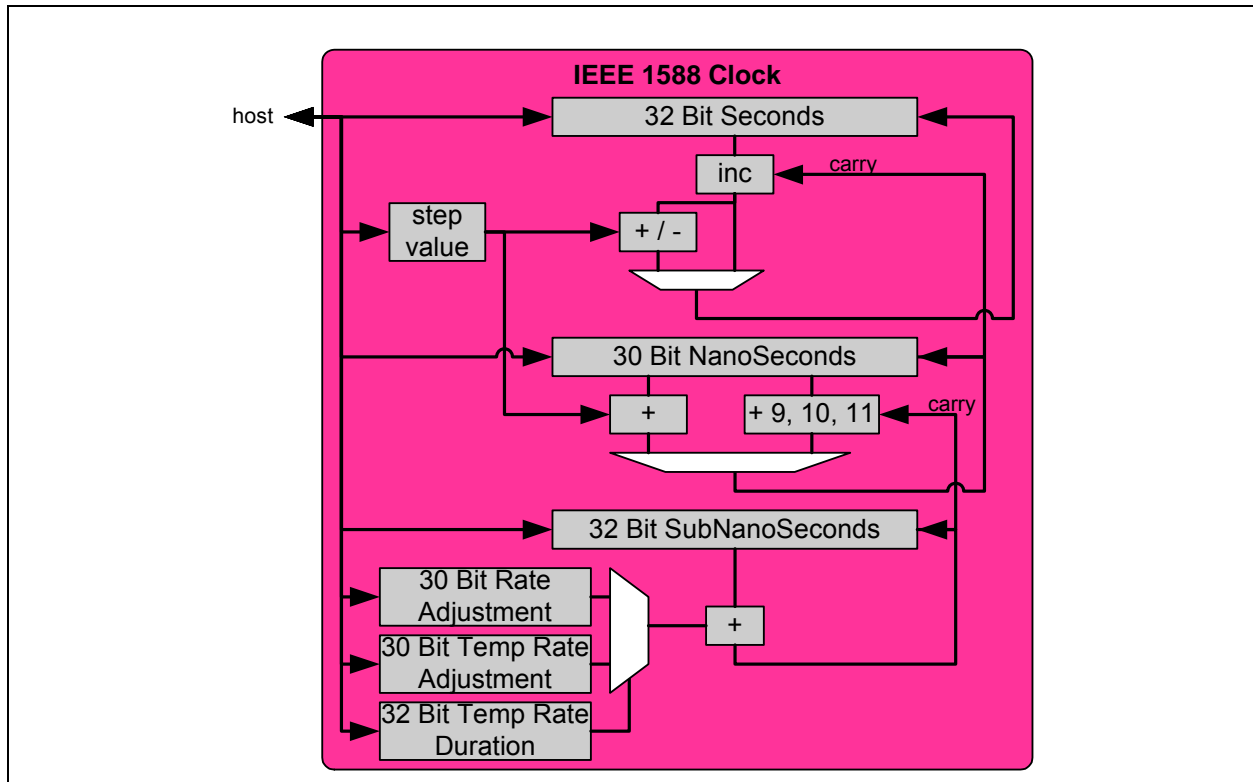 IEEE 1588 Clock
host
32 Bit Seconds
inc
carry
step
value
+ / -
30 Bit NanoSeconds
+
+ 9, 10, 11
carry
32 Bit SubNanoSeconds
30 Bit Rate
Adjustment
+
30 Bit Temp Rate
Adjustment
32 Bit Temp Rate
Duration